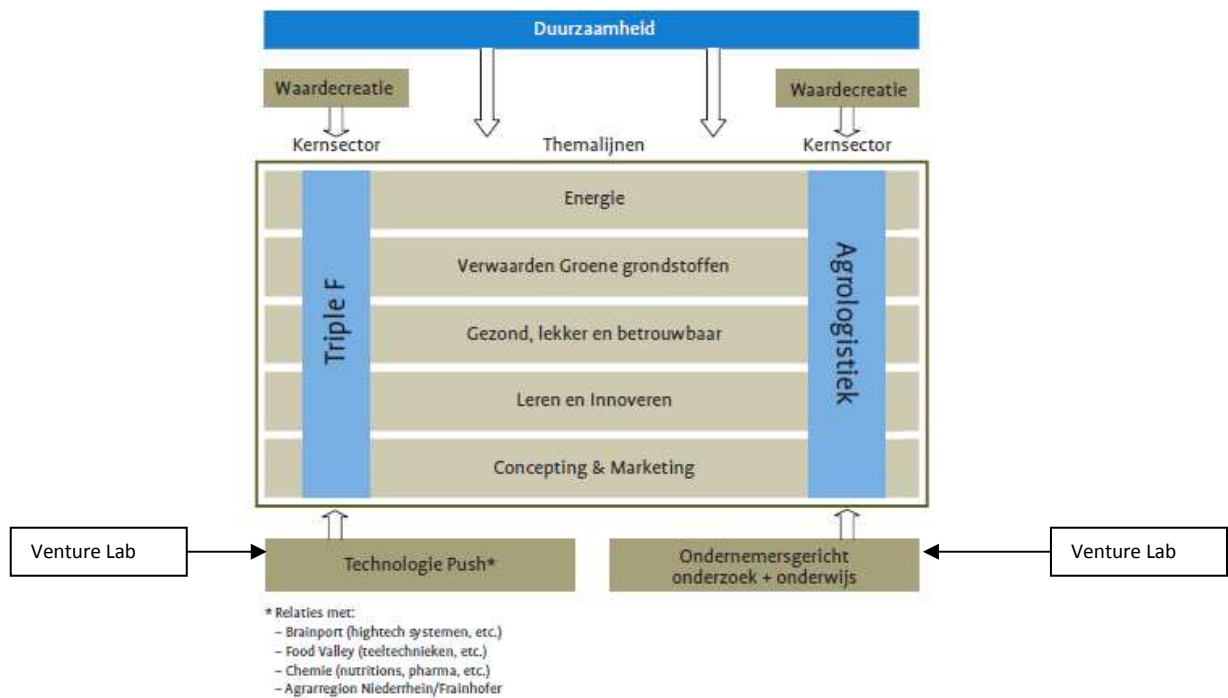 Duurzaamheid
Waardecreatie
Waardecreatie
Kernsector
Themalijnen
Kernsector
Energie
Verwaarden Groene grondstoffen
Gezond, lekker en betrouwbaar
Leren en Innoveren
Concepting & Marketing
Triple F
Agrologistiek
Venture Lab
Technologie Push*
Ondernemersgericht
onderzoek + onderwijs
Venture Lab
* Relaties met:
– Brainport (hightech systemen, etc.)
– Food Valley (teeltechnieken, etc.)
– Chemie (nutritions, pharma, etc.)
– Agrarregion Niederrhein/Frainhofer